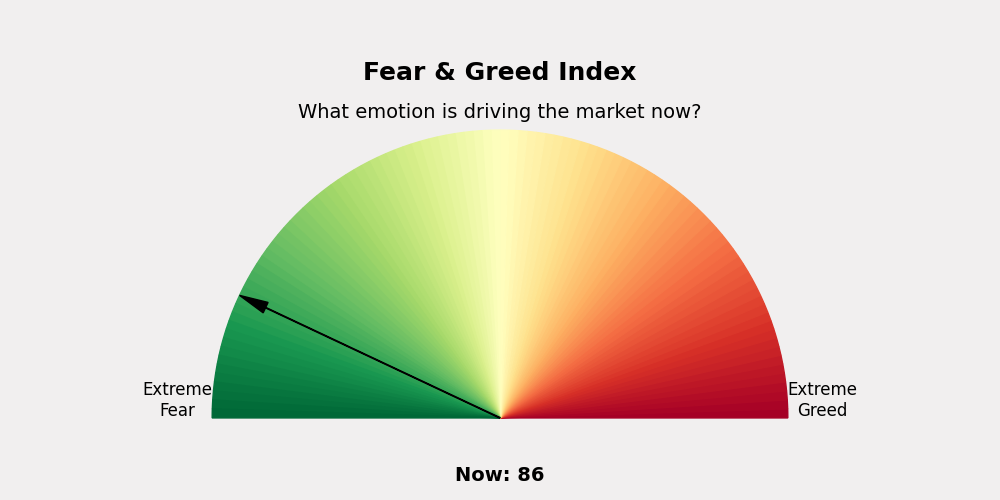 Fear & Greed Index
What emotion is driving the market now?
Extreme
Fear
Extreme
Greed
Now: 86